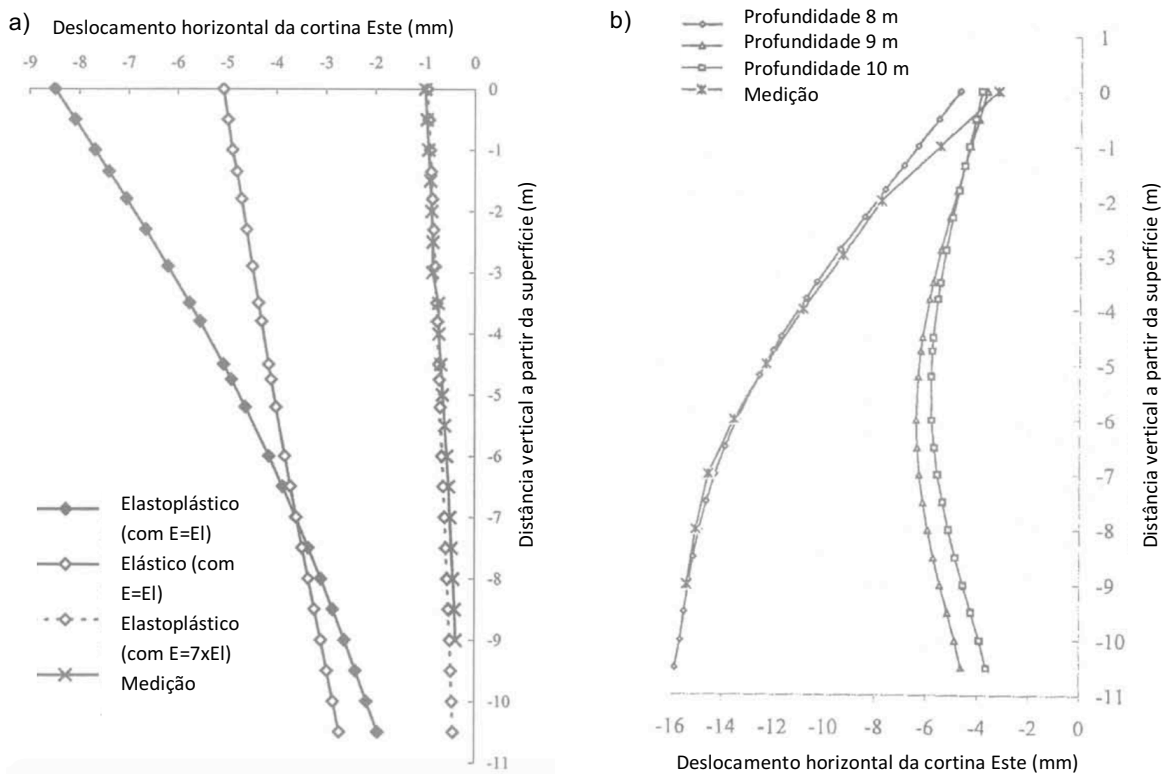 a)
Deslocamento horizontal da cortina Este (mm)
-9 -8 -7 -6 -5 -4 -3 -2 -1 0
0
-1
-2
-3
-4
-5
-6
-7
-8
-9
-10
-11
Distância vertical a partir da superfície (m)
Elastoplástico
(com E=El)
Elástico (com
E=El)
Elastoplástico
(com E=7xEl)
Medição
b)
Profundidade 8 m
Profundidade 9 m
Profundidade 10 m
Medição
1
0
-1
-2
-3
-4
-5
-6
-7
-8
-9
-10
-11
Distância vertical a partir da superfície (m)
-16 -14 -12 -10 -8 -6 -4 -2 0
Deslocamento horizontal da cortina Este (mm)